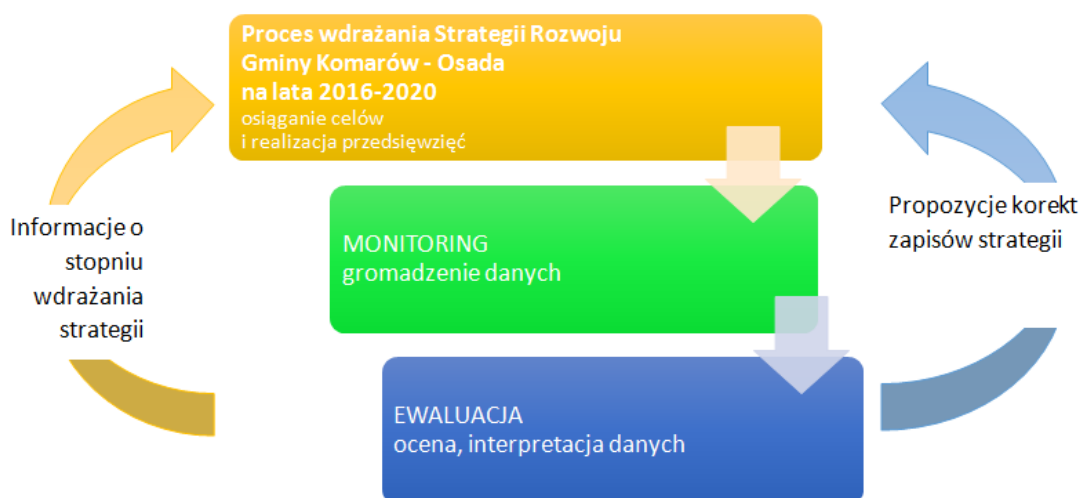 Proces wdrażania Strategii Rozwoju
Gminy Komarów - Osada
na lata 2016-2020
osiąganie celów
i realizacja przedsięwzięć
Informacje o
stopniu
wdrażania
strategii
MONITORING
gromadzenie danych
Propozycje korekt
zapisów strategii
EWALUACJA
ocena, interpretacja danych